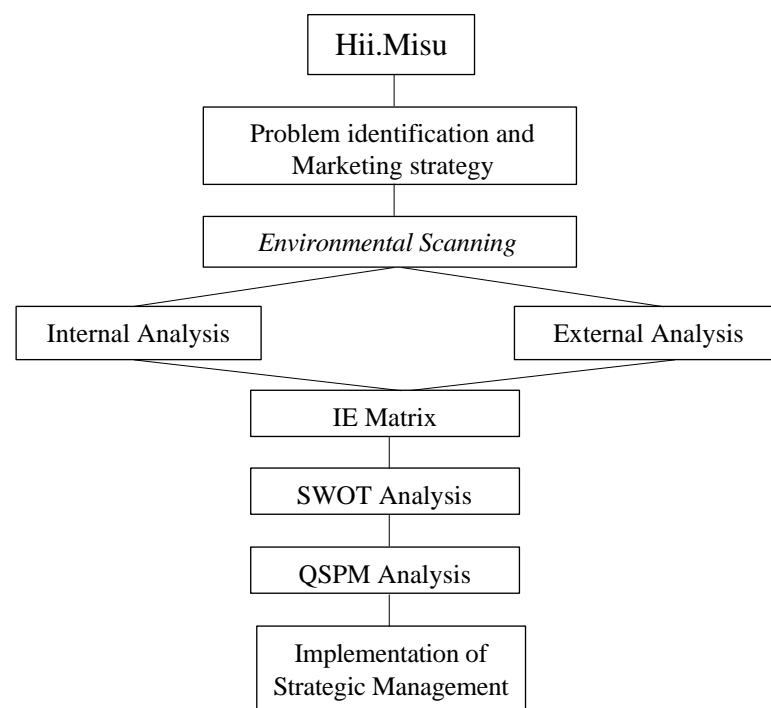 Hii.Misu
Problem identification and
Marketing strategy
Environmental Scanning
Internal Analysis
External Analysis
IE Matrix
SWOT Analysis
QSPM Analysis
Implementation of
Strategic Management